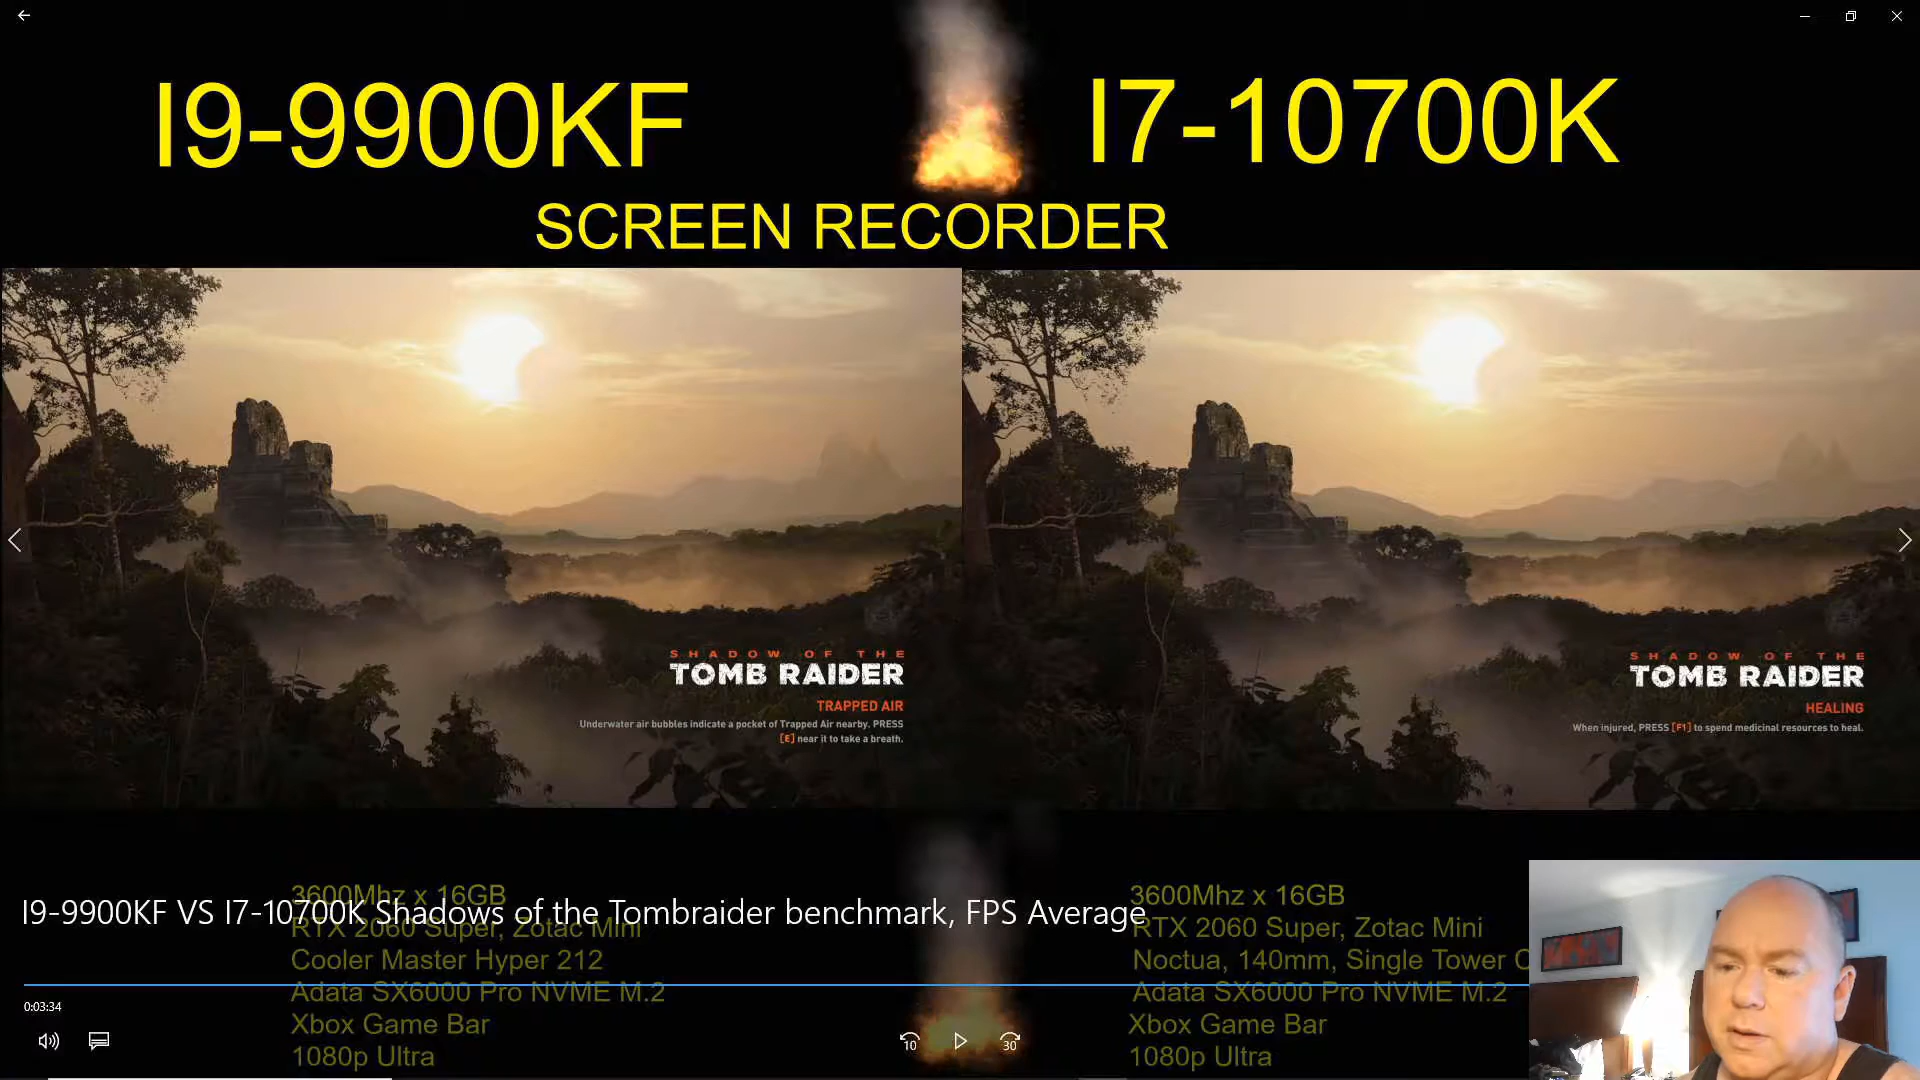 I9-9900KF
I7-10700K
SCREEN RECORDER
SHADOW OF THE
TOMB RAIDER
TRAPPED AIR
Underwater air bubbles indicate a pocket of Trapped Air nearby. PRESS
[E] near it to take a breath.
SHADOW OF THE
TOMB RAIDER
HEALING
When injured, PRESS [F1] to spend medicinal resources to heal.
I9-9900KF VS I7-10700K Shadows of the Tombraider benchmark, FPS Average
3600Mhz x 16GB
RTX 2060 Super, Zotac Mini
Cooler Master Hyper 212
Adata SX6000 Pro NVME M.2
Xbox Game Bar
1080p Ultra
3600Mhz x 16GB
RTX 2060 Super, Zotac Mini
Noctua, 140mm, Single Tower
Adata SX6000 Pro NVME M.2
Xbox Game Bar
1080p Ultra
0:03:34
10
30